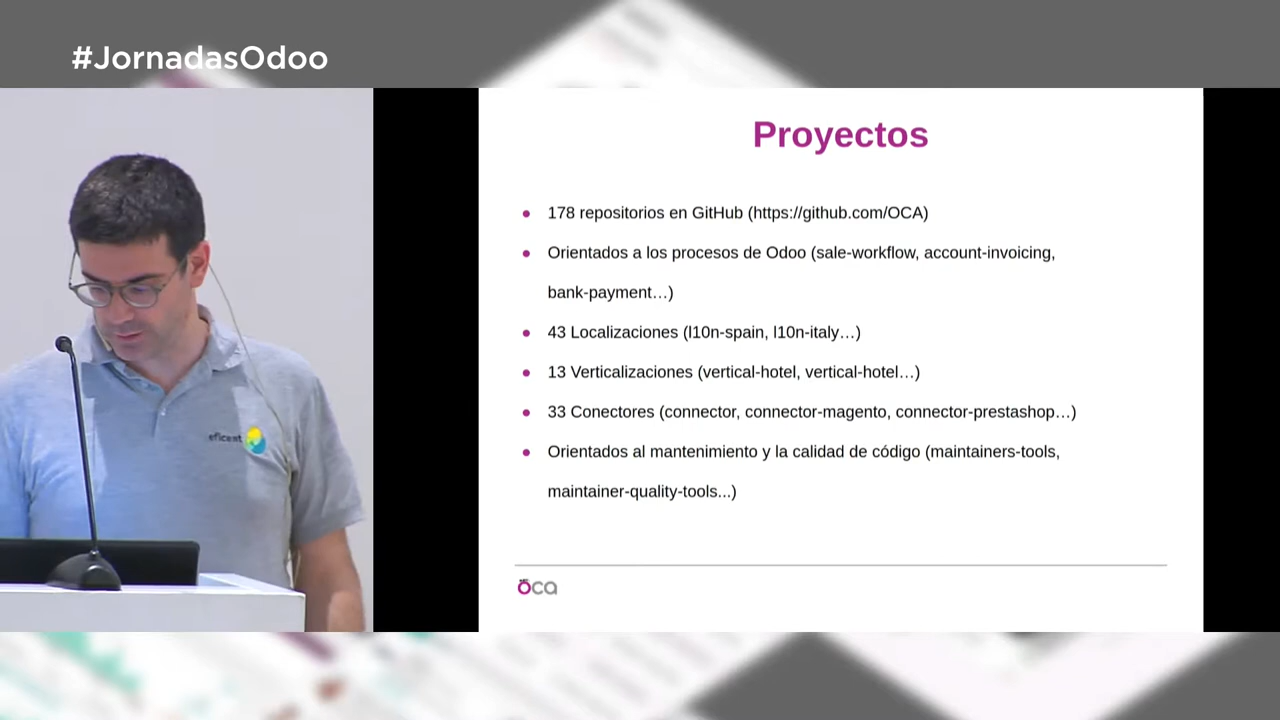 #JornadasOdoo
Proyectos
178 repositorios en GitHub (https://github.com/OCA)
Orientados a los procesos de Odoo (sale-workflow, account-invoicing,
bank-payment…)
43 Localizaciones (l10n-spain, l10n-italy…)
13 Verticalizaciones (vertical-hotel, vertical-hotel…)
33 Conectores (connector, connector-magento, connector-prestashop…)
Orientados al mantenimiento y la calidad de código (maintainers-tools,
maintainer-quality-tools...)
eficent
oca